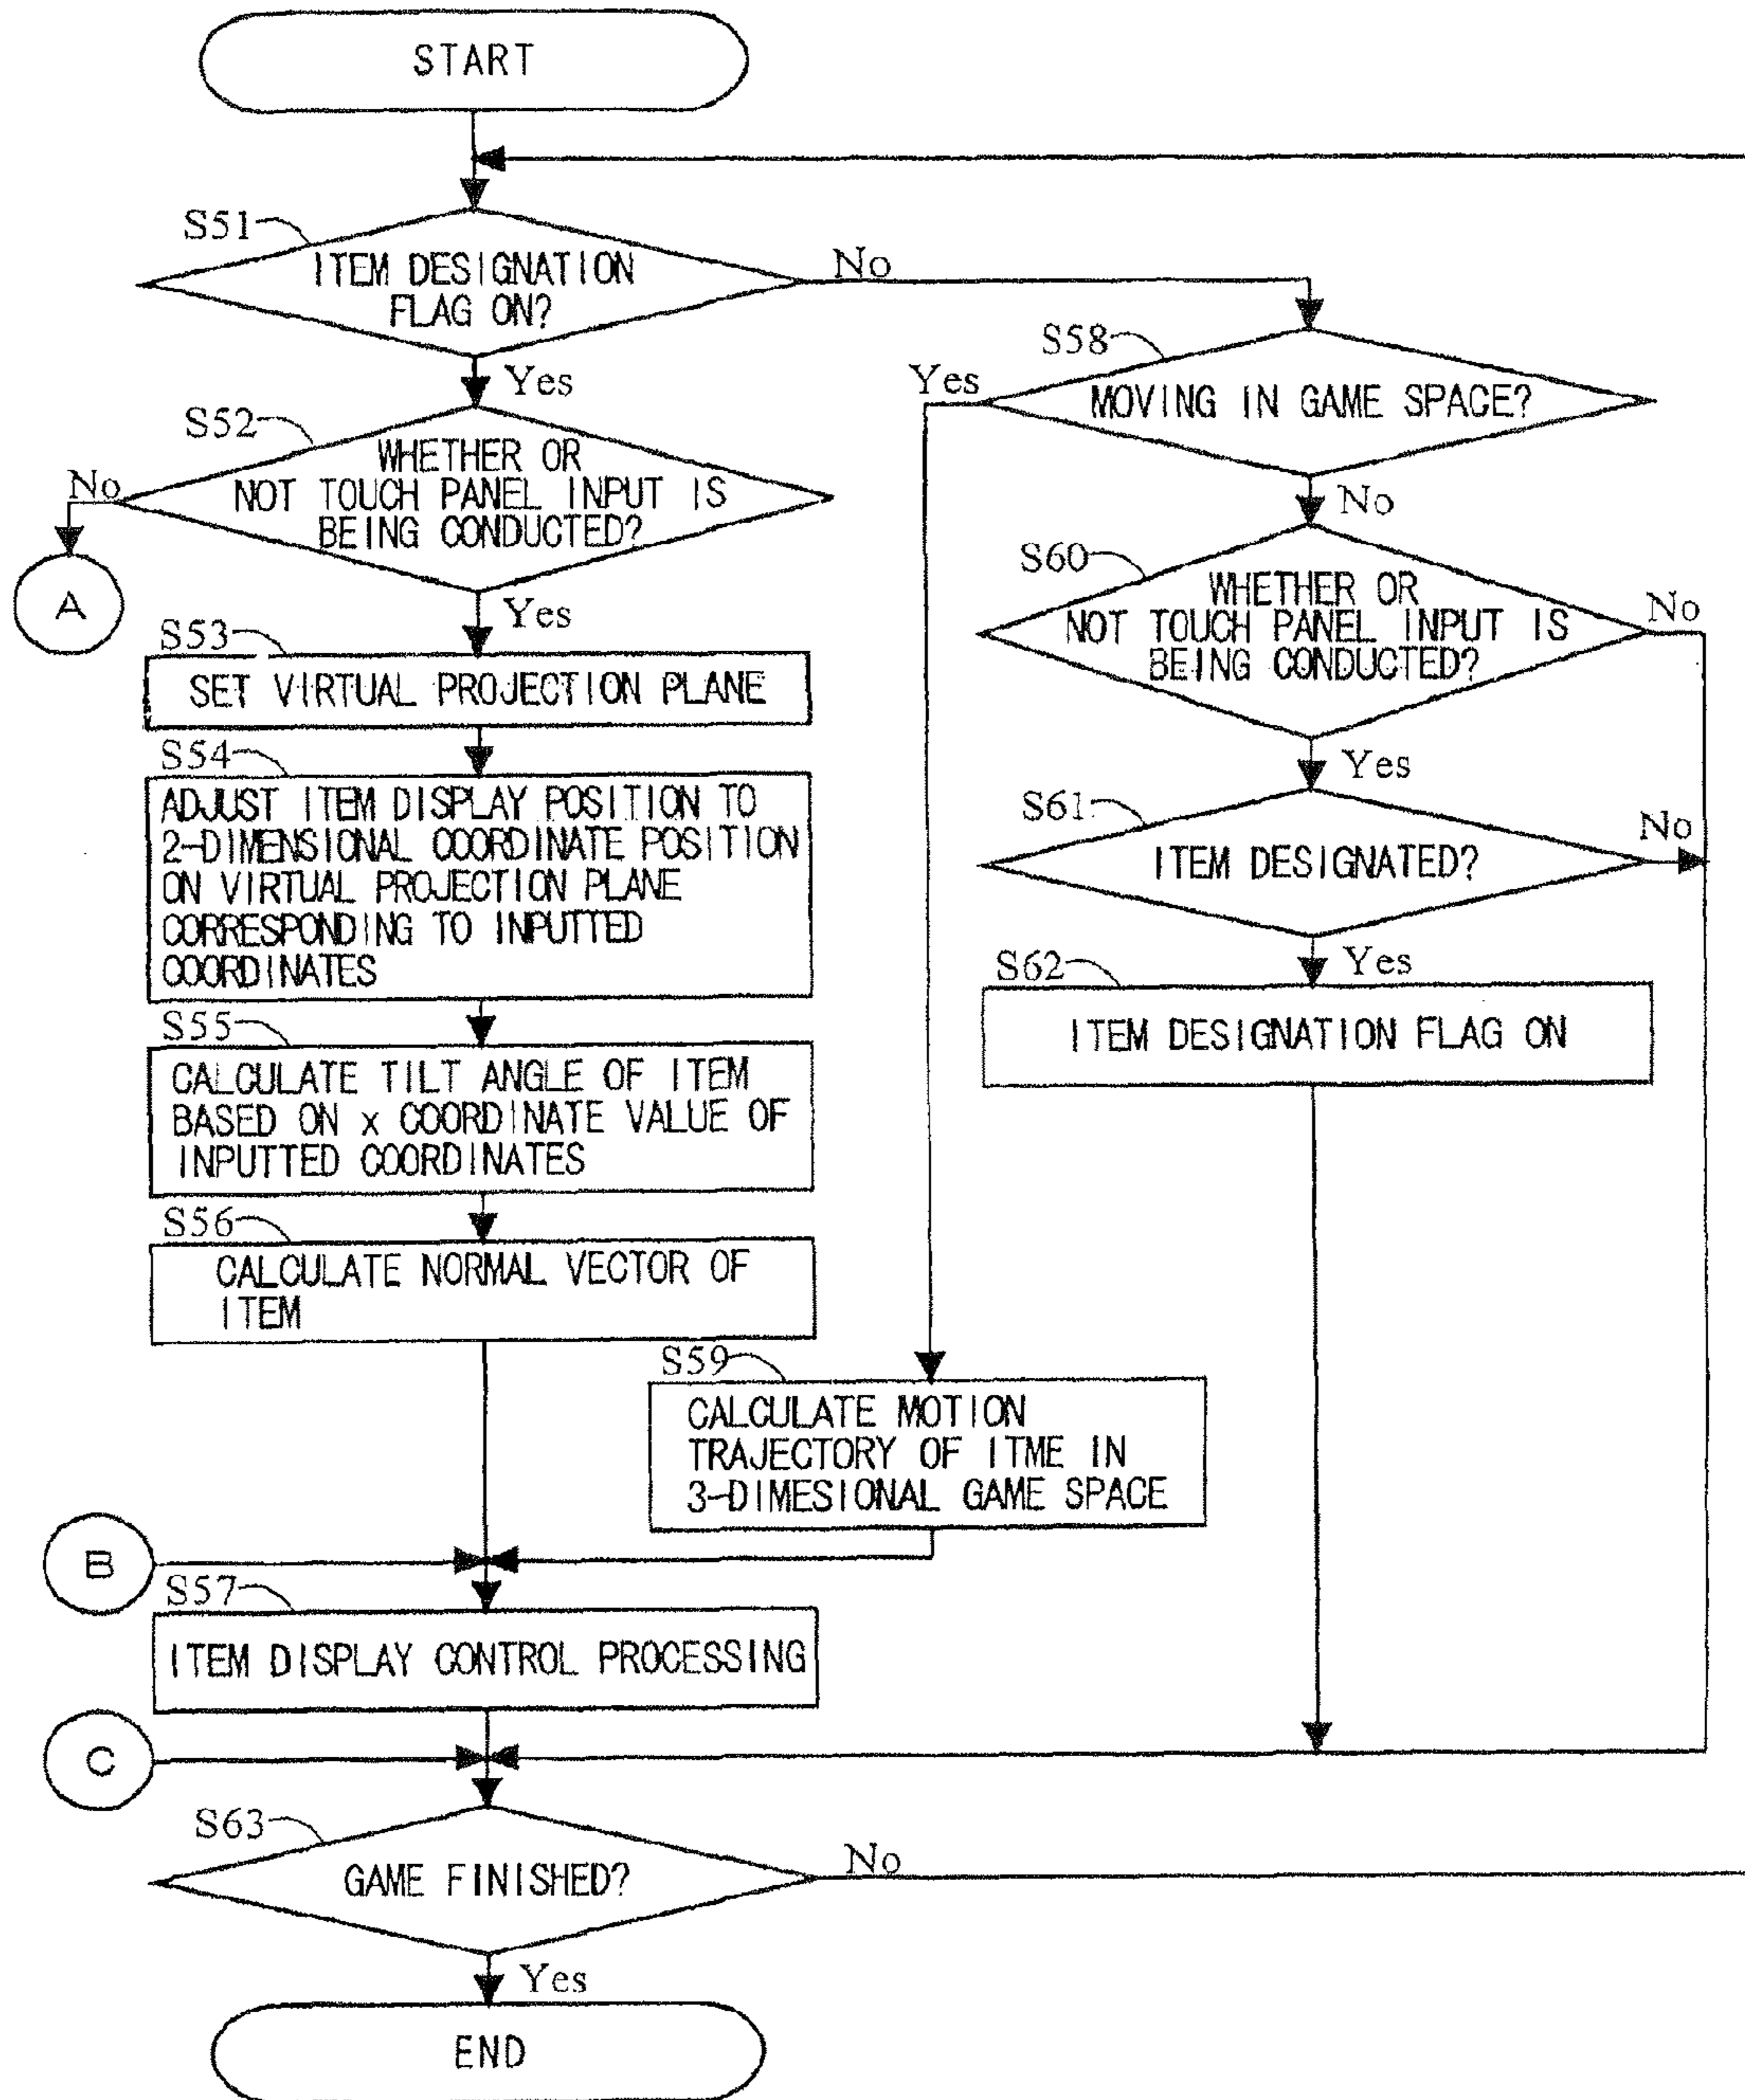 START
S51
ITEM DESIGNATION
FLAG ON?
No
Yes
S58
MOVING IN GAME SPACE?
Yes
No
S52
WHETHER OR
NOT TOUCH PANEL INPUT IS
BEING CONDUCTED?
No
A
Yes
S60
WHETHER OR
NOT TOUCH PANEL INPUT IS
BEING CONDUCTED?
No
Yes
S53
SET VIRTUAL PROJECTION PLANE
S54
ADJUST ITEM DISPLAY POSITION TO
2-DIMENSIONAL COORDINATE POSITION
ON VIRTUAL PROJECTION PLANE
CORRESPONDING TO INPUTTED
COORDINATES
S61
ITEM DESIGNATED?
No
Yes
S62
ITEM DESIGNATION FLAG ON
S55
CALCULATE TILT ANGLE OF ITEM
BASED ON x COORDINATE VALUE OF
INPUTTED COORDINATES
S56
CALCULATE NORMAL VECTOR OF
ITEM
S59
CALCULATE MOTION
TRAJECTORY OF ITME IN
3-DIMESIONAL GAME SPACE
B
S57
ITEM DISPLAY CONTROL PROCESSING
C
S63
GAME FINISHED?
No
Yes
END